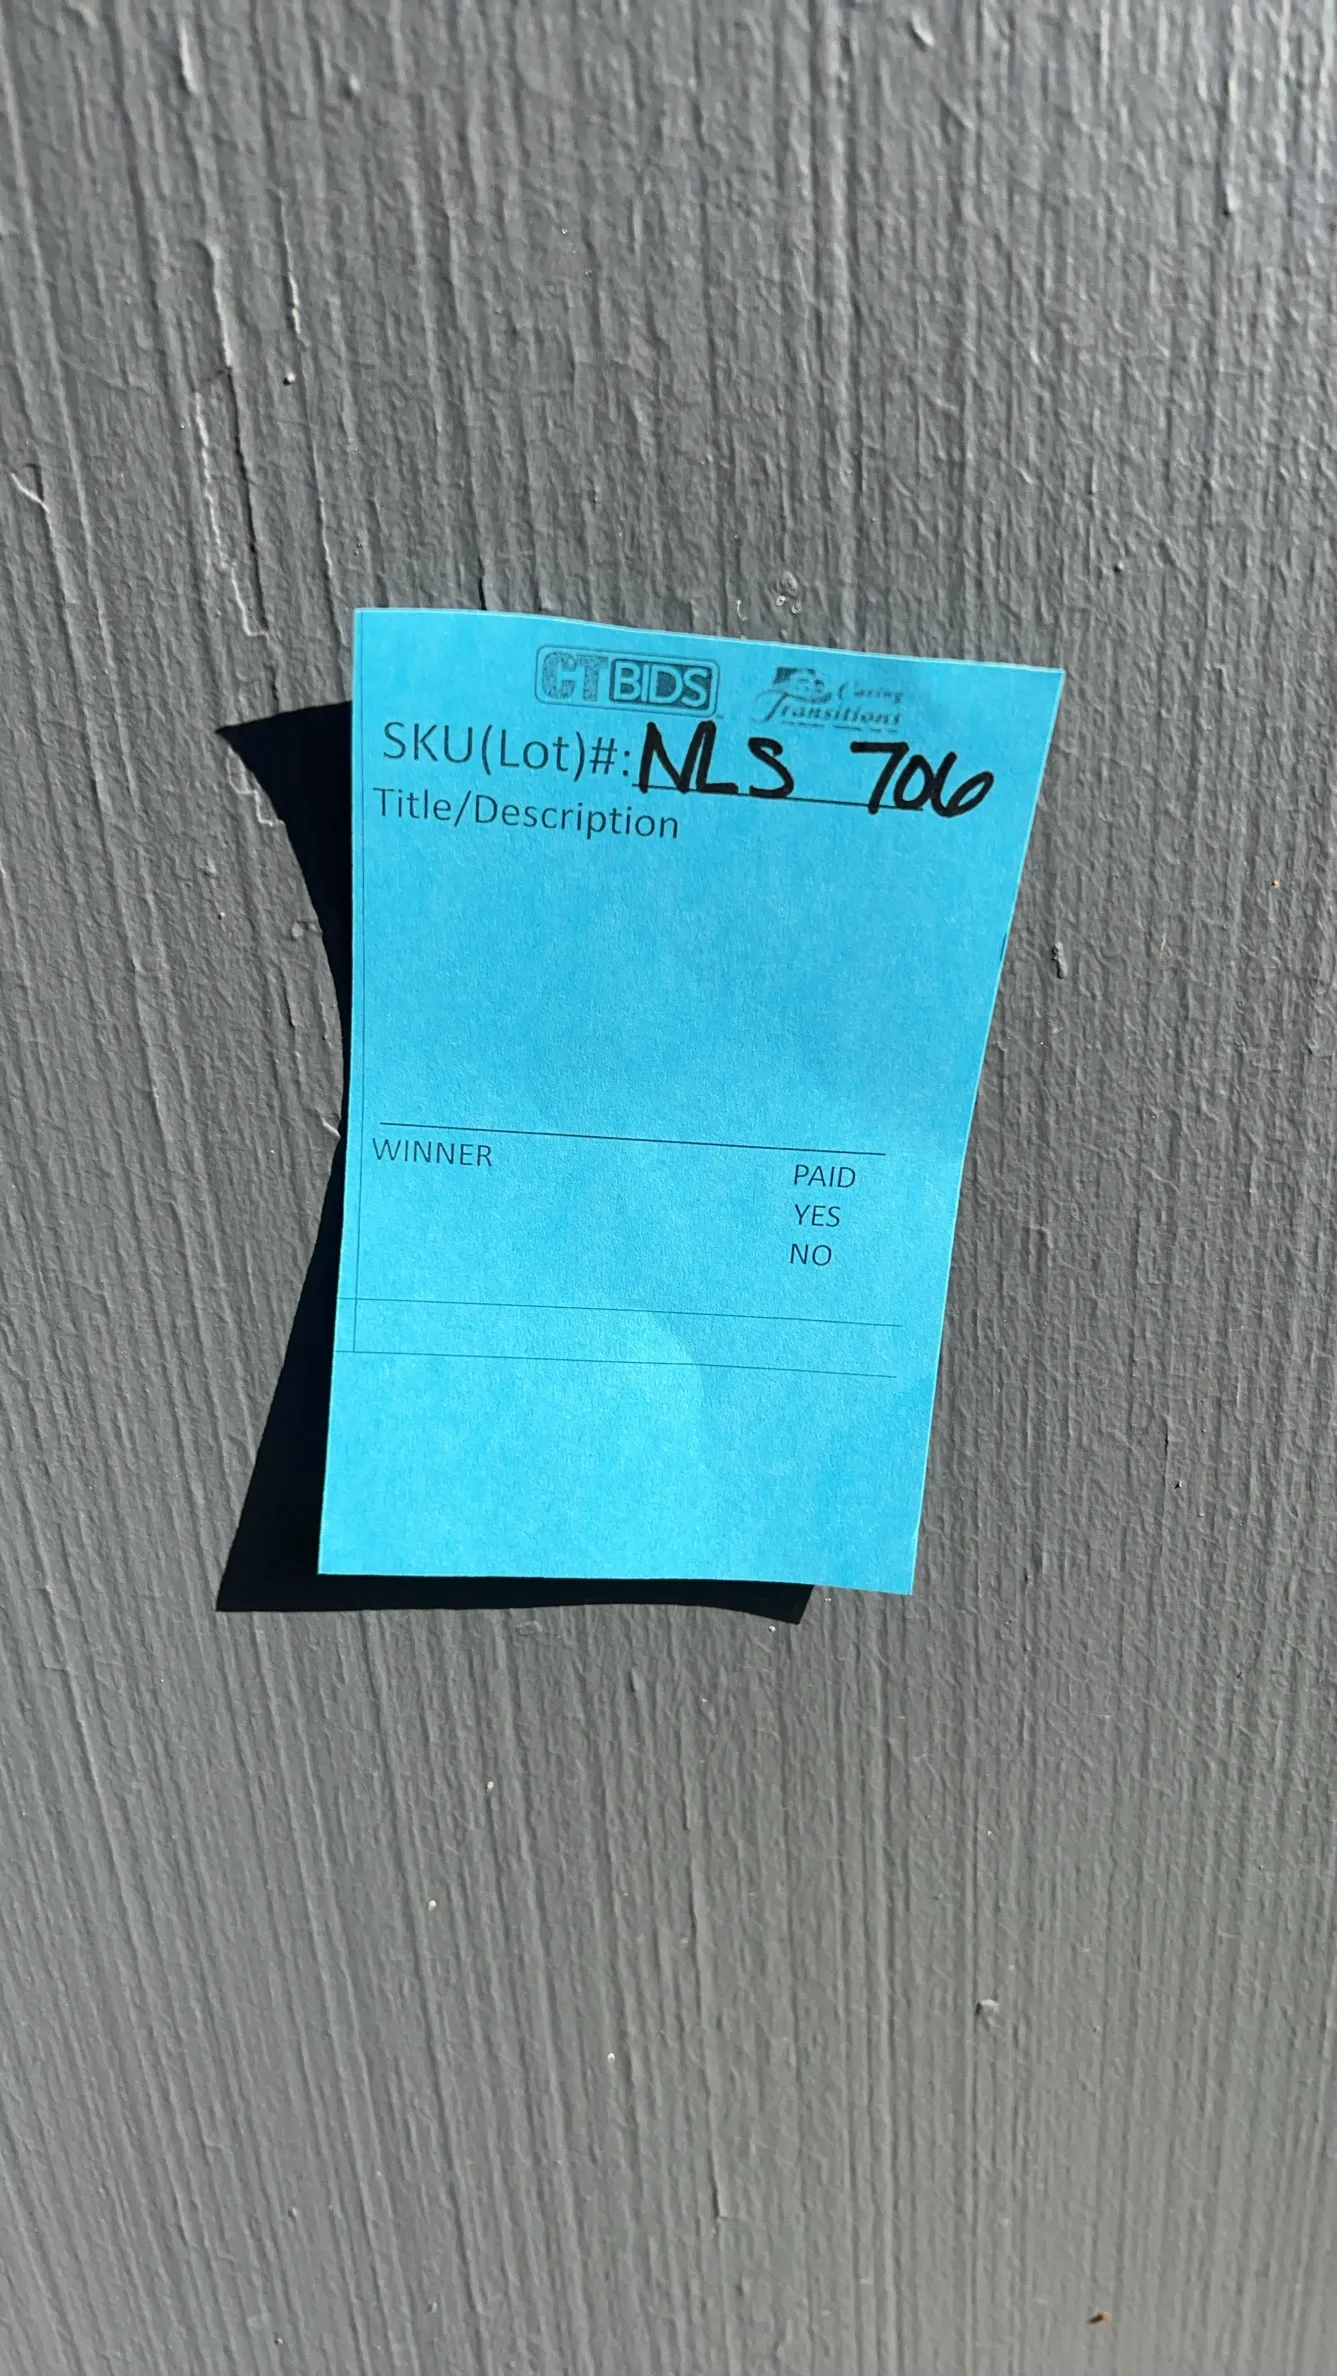 CTBIDS Caring
Transitions
SKU(Lot)#: NLS 706
Title/Description
WINNER
PAID
YES
NO